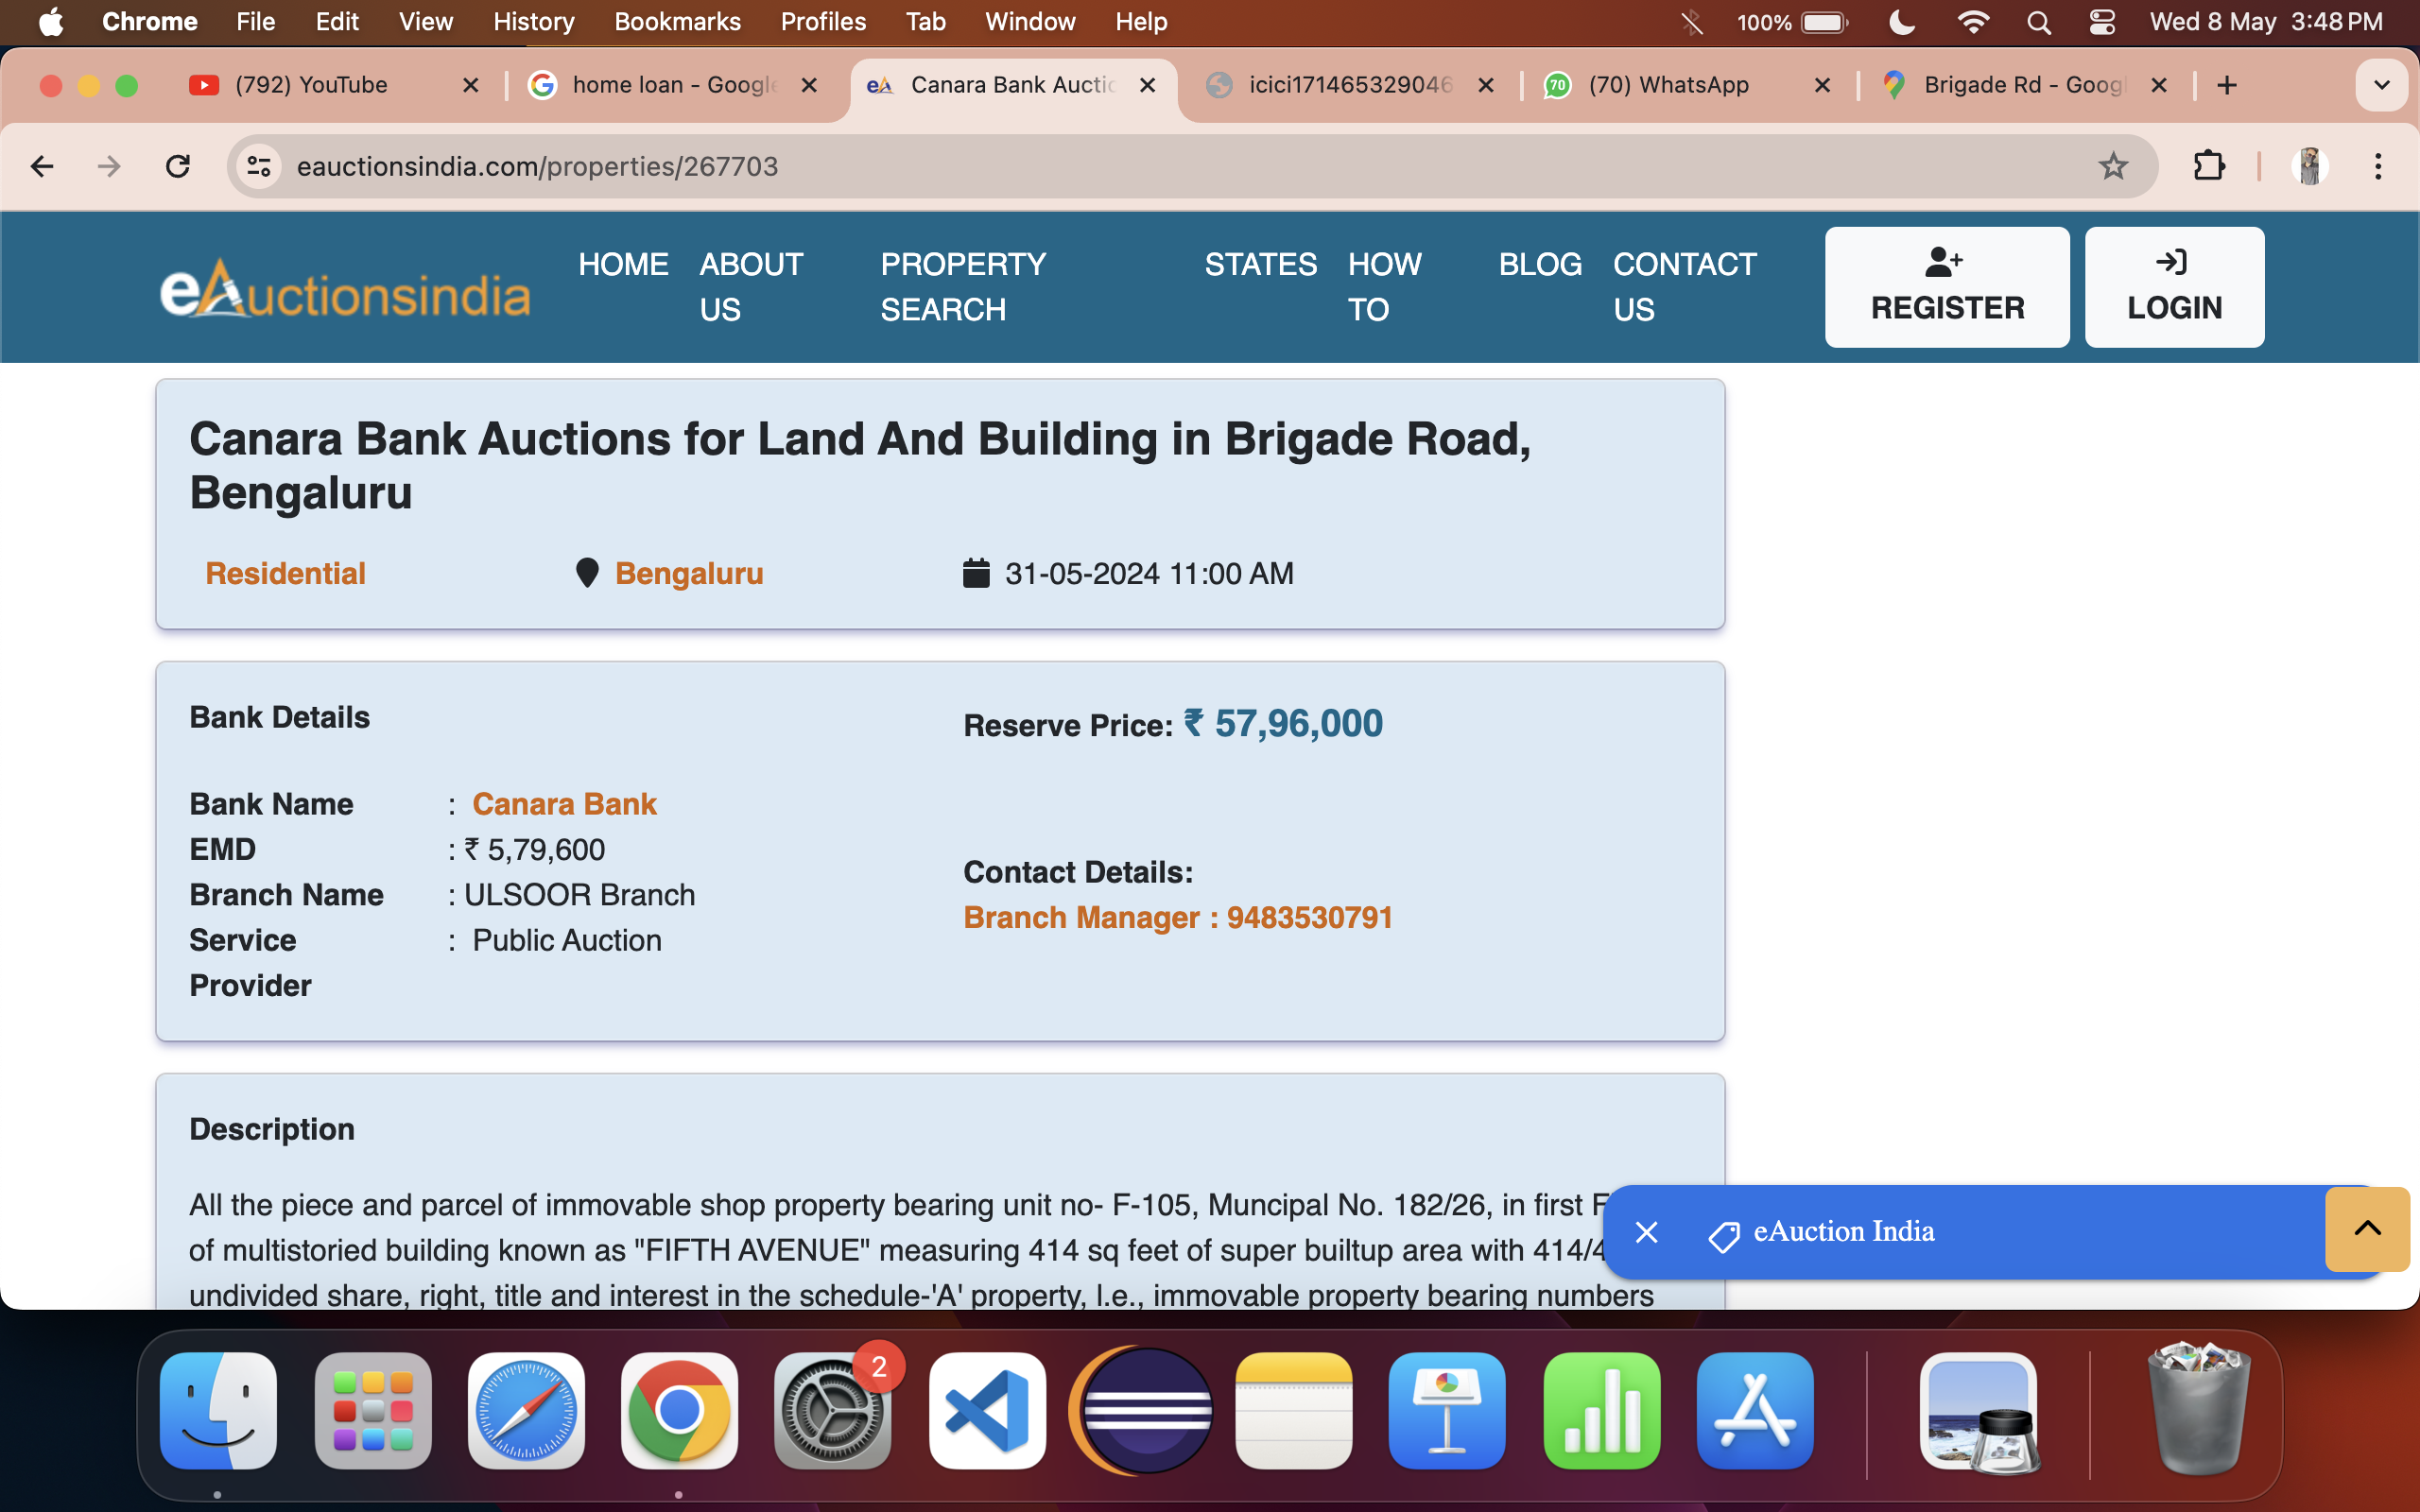 Chrome File Edit View History Bookmarks Profiles Tab Window Help 100% Wed 8 May 3:48 PM
(792) YouTube home loan - Google Canara Bank Auctio icici171465329046 70 (70) WhatsApp Brigade Rd - Googl
eauctionsindia.com/properties/267703
eAuctionsindia HOME ABOUT US PROPERTY SEARCH STATES HOW TO BLOG CONTACT US REGISTER LOGIN
Canara Bank Auctions for Land And Building in Brigade Road,
Bengaluru
Residential Bengaluru 31-05-2024 11:00 AM
Bank Details
Reserve Price: ₹ 57,96,000
Bank Name : Canara Bank
EMD : ₹ 5,79,600
Branch Name : ULSOOR Branch
Service Provider : Public Auction
Contact Details:
Branch Manager : 9483530791
Description
All the piece and parcel of immovable shop property bearing unit no- F-105, Muncipal No. 182/26, in first F
of multistoried building known as "FIFTH AVENUE" measuring 414 sq feet of super builtup area with 414/4
undivided share, right, title and interest in the schedule-'A' property, I.e., immovable property bearing numbers
eAuction India
2